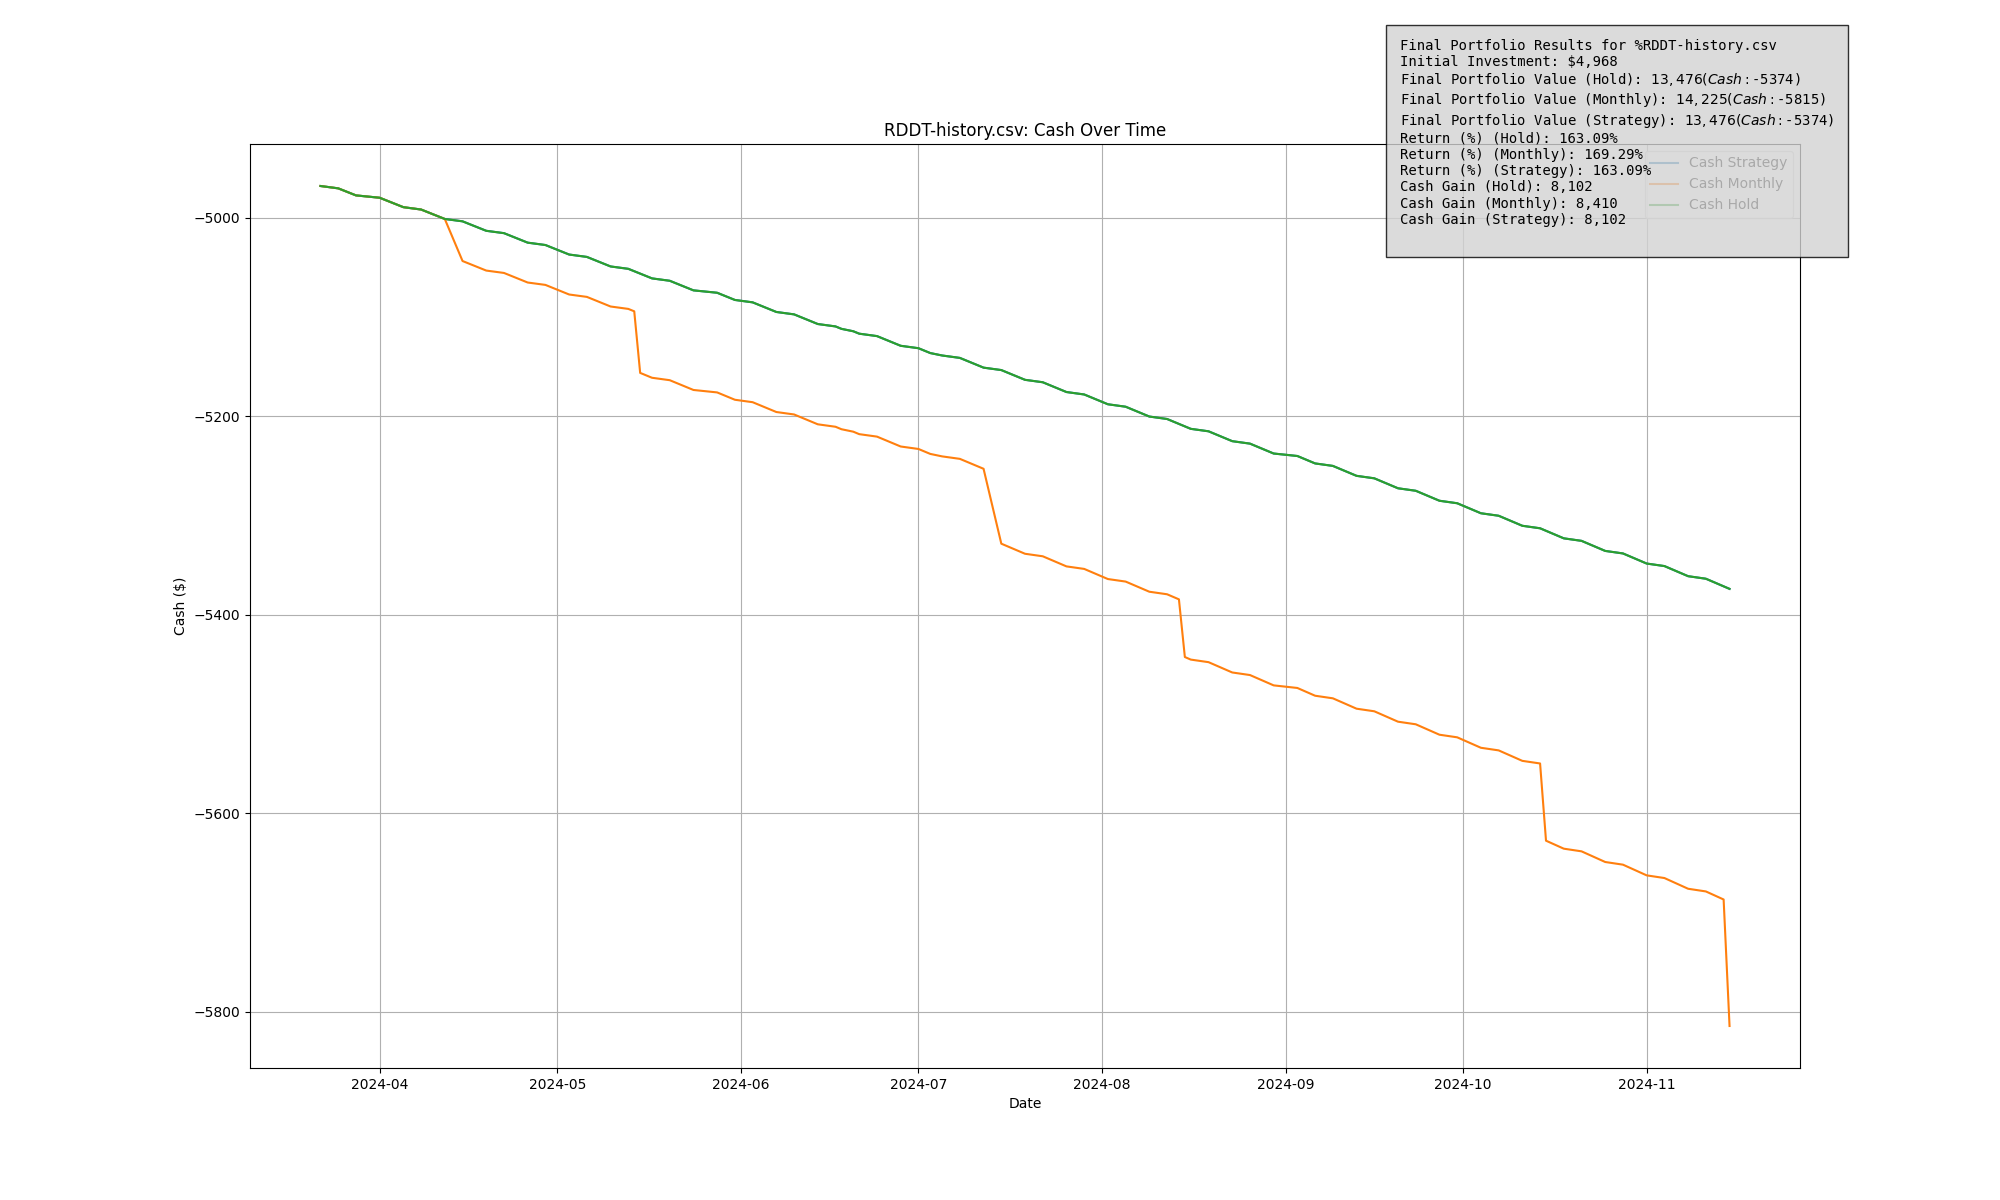 Final Portfolio Results for %RDDT-history.csv
Initial Investment: $4,968
Final Portfolio Value (Hold): 13,476(Cash:-5374)
Final Portfolio Value (Monthly): 14,225(Cash:-5815)
Final Portfolio Value (Strategy): 13,476(Cash:-5374)
Return (%) (Hold): 163.09%
Return (%) (Monthly): 169.29%
Return (%) (Strategy): 163.09%
Cash Gain (Hold): 8,102
Cash Gain (Monthly): 8,410
Cash Gain (Strategy): 8,102
RDDT-history.csv: Cash Over Time
Cash Strategy
Cash Monthly
Cash Hold
−5000
−5200
−5400
−5600
−5800
Cash ($)
2024-04 2024-05 2024-06 2024-07 2024-08 2024-09 2024-10 2024-11
Date